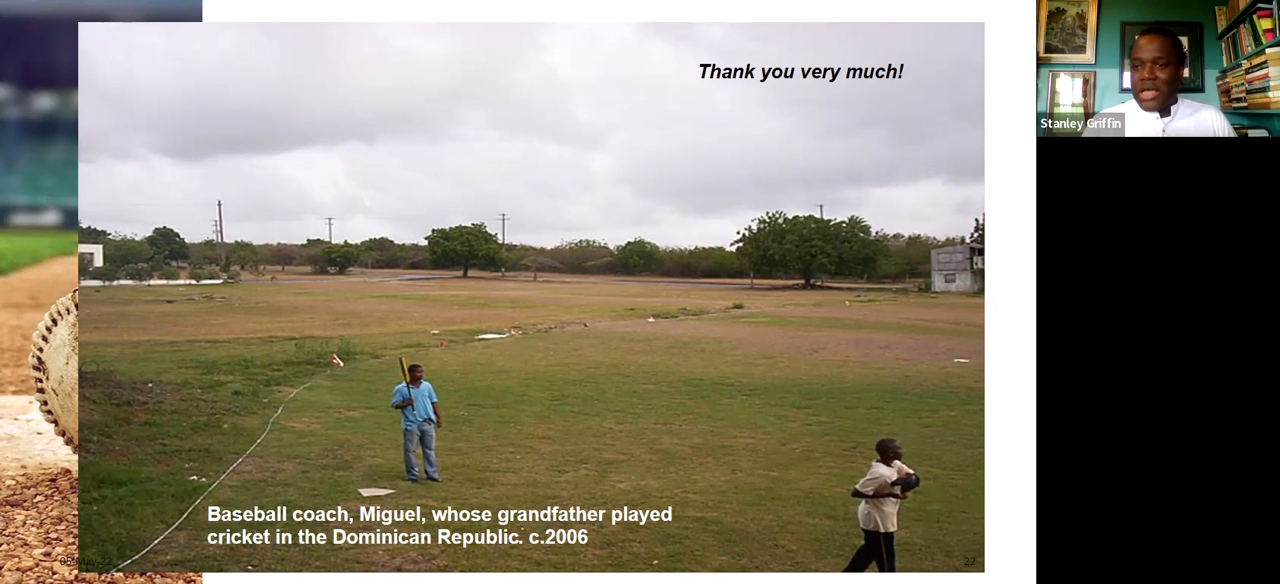 Thank you very much!
Stanley Griffin
Baseball coach, Miguel, whose grandfather played
cricket in the Dominican Republic. c.2006
22